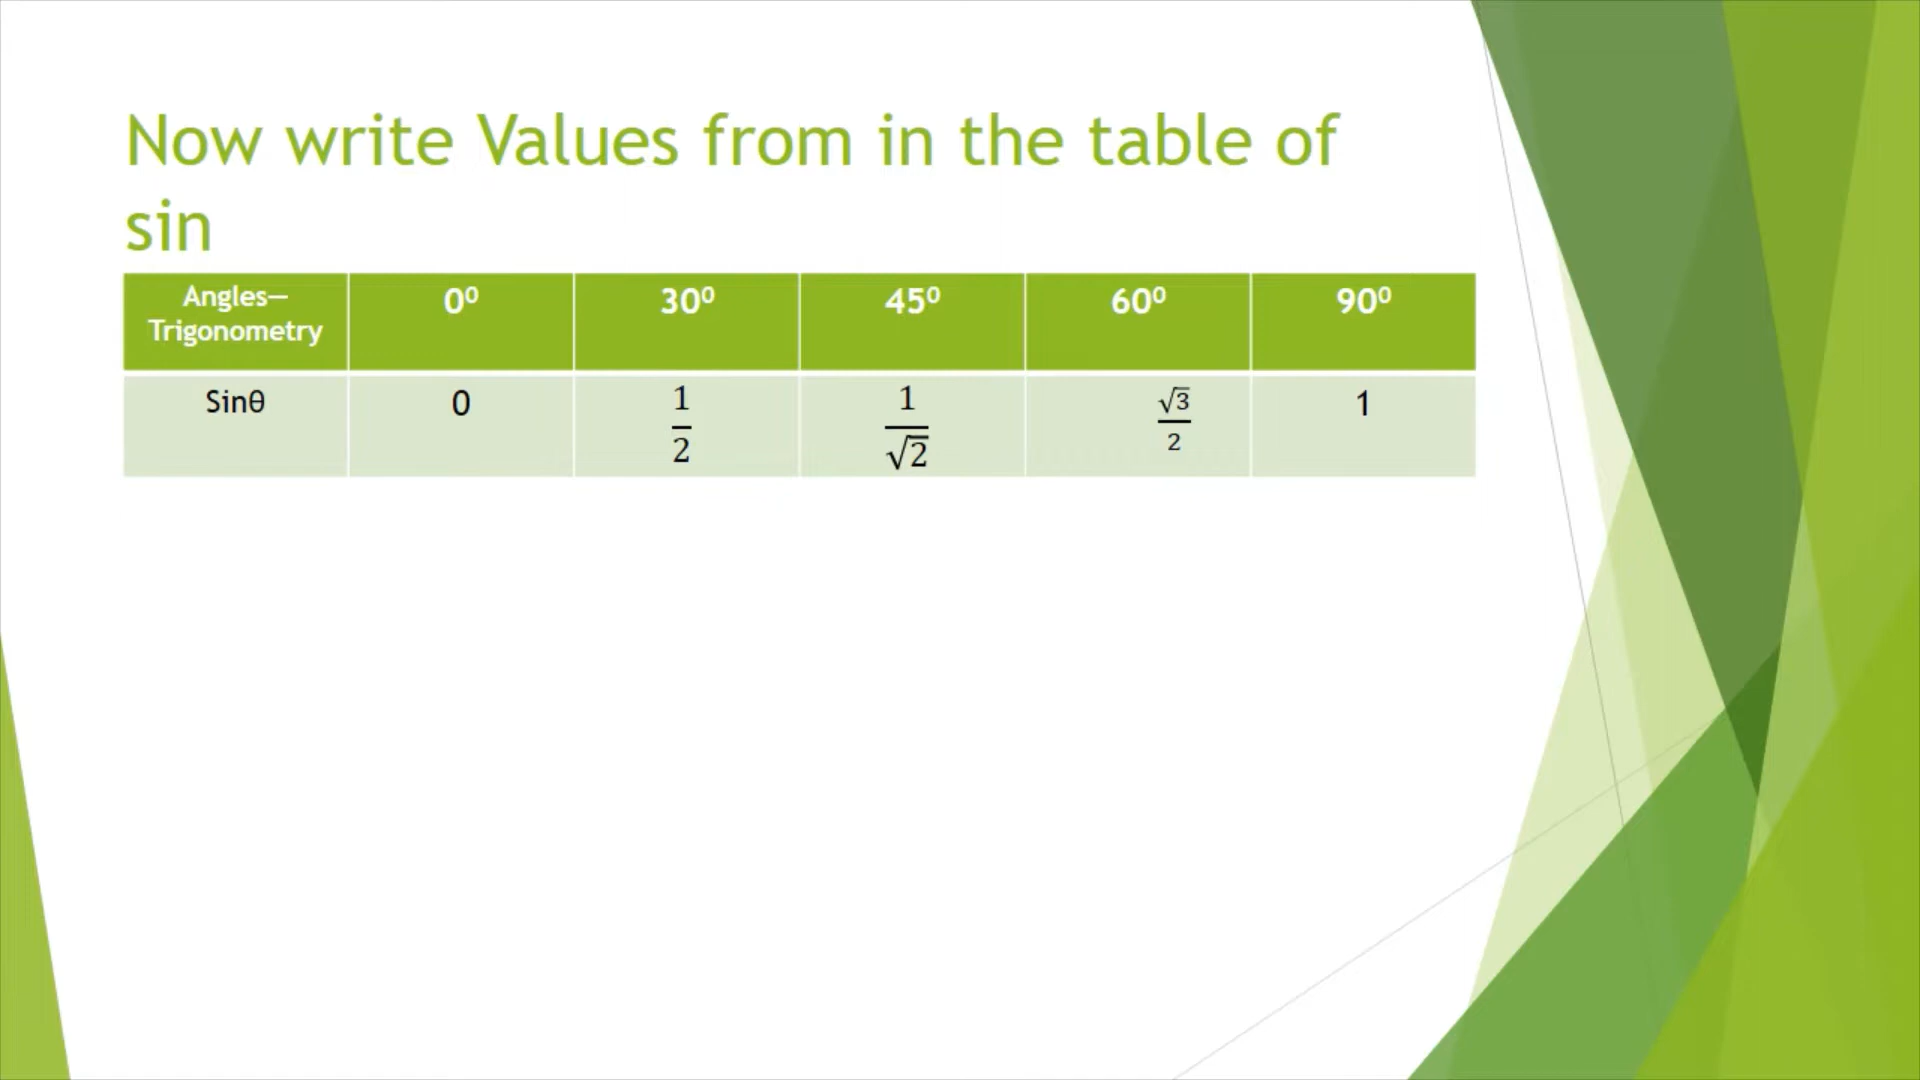 Now write Values from in the table of
sin
Angles— 0⁰ 30⁰ 45⁰ 60⁰ 90⁰
Trigonometry
Sinθ 0 1/2 1/√2 √3/2 1